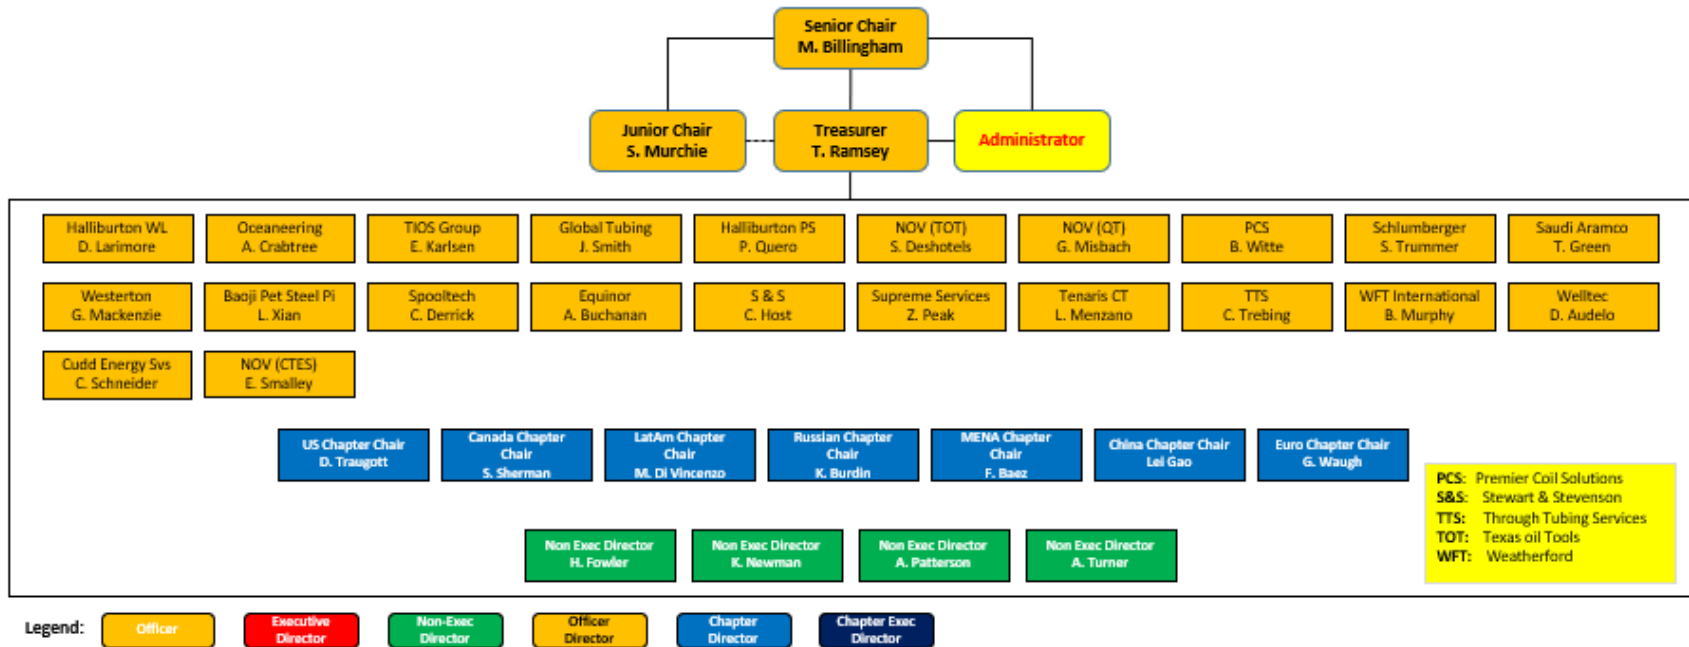 Senior Chair
M. Billingham
Junior Chair
S. Murchie
Treasurer
T. Ramsey
Administrator
Halliburton WL
D. Larimore
Oceaneering
A. Crabtree
TIOS Group
E. Karlsen
Global Tubing
J. Smith
Halliburton PS
P. Quero
NOV (TOT)
S. Deshotels
NOV (QT)
G. Misbach
PCS
B. Witte
Schlumberger
S. Trummer
Saudi Aramco
T. Green
Westerton
G. Mackenzie
Baoji Pet Steel Pi
L. Xian
Spooltech
C. Derrick
Equinor
A. Buchanan
S & S
C. Host
Supreme Services
Z. Peak
Tenaris CT
L. Menzano
TTS
C. Trebing
WFT International
B. Murphy
Welltec
D. Audelo
Cudd Energy Svs
C. Schneider
NOV (CTES)
E. Smalley
US Chapter Chair
D. Traugott
Canada Chapter
Chair
S. Sherman
LatAm Chapter
Chair
M. Di Vincenzo
Russian Chapter
Chair
K. Burdin
MENA Chapter
Chair
F. Baez
China Chapter Chair
Lei Gao
Euro Chapter Chair
G. Waugh
PCS: Premier Coil Solutions
S&S: Stewart & Stevenson
TTS: Through Tubing Services
TOT: Texas oil Tools
WFT: Weatherford
Non Exec Director
H. Fowler
Non Exec Director
K. Newman
Non Exec Director
A. Patterson
Non Exec Director
A. Turner
Legend:
Officer
Executive
Director
Non-Exec
Director
Officer
Director
Chapter
Director
Chapter Exec
Director